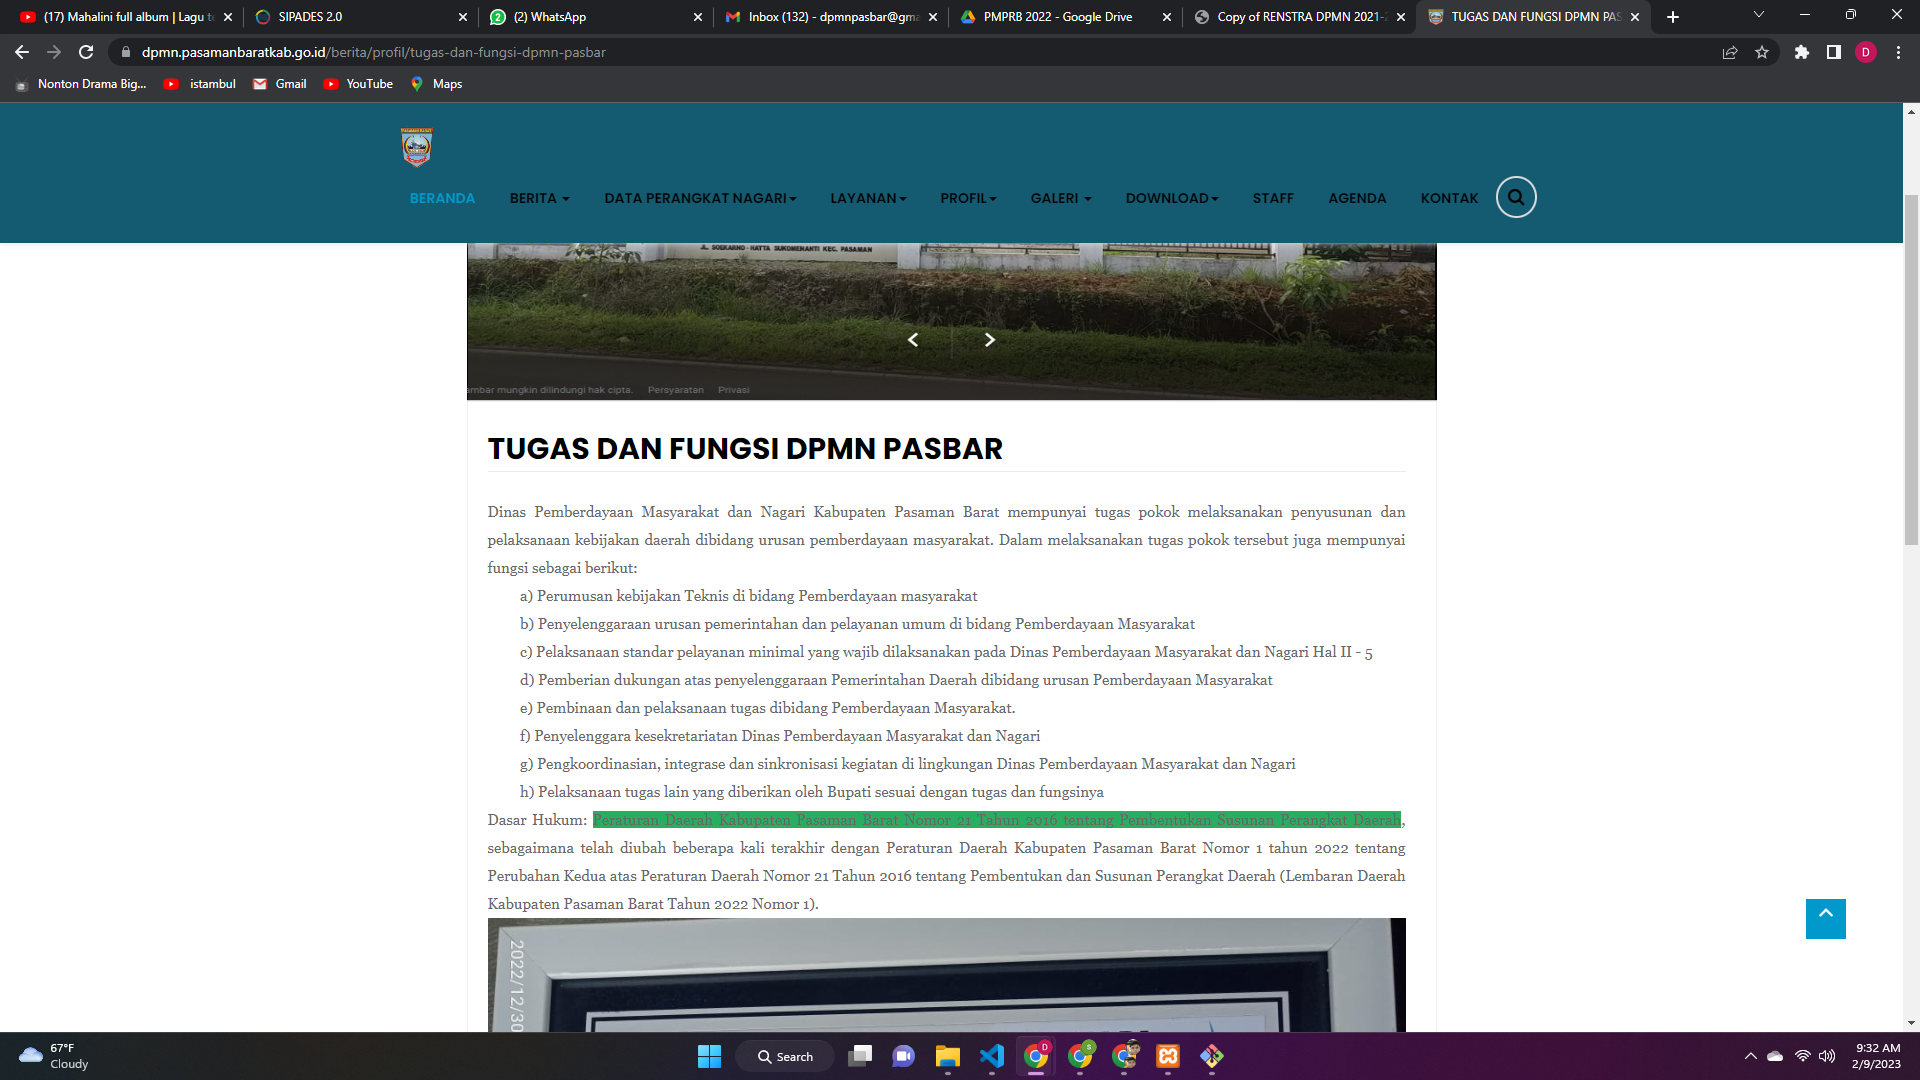 (17) Mahalini full album | Lagu te
SIPADES 2.0
(2) WhatsApp
Inbox (132) - dpmnpasbar@gma
PMPRB 2022 - Google Drive
Copy of RENSTRA DPMN 2021-2
TUGAS DAN FUNGSI DPMN PAS
dpmn.pasamanbaratkab.go.id/berita/profil/tugas-dan-fungsi-dpmn-pasbar
D
Nonton Drama Big...
istambul
Gmail
YouTube
Maps
PASAMAN BARAT
BERANDA
BERITA
DATA PERANGKAT NAGARI
LAYANAN
PROFIL
GALERI
DOWNLOAD
STAFF
AGENDA
KONTAK
JL. SOEKARNO - HATTA SUKOMENANTI KEC. PASAMAN
ambar mungkin dilindungi hak cipta. Persyaratan Privasi
TUGAS DAN FUNGSI DPMN PASBAR
Dinas Pemberdayaan Masyarakat dan Nagari Kabupaten Pasaman Barat mempunyai tugas pokok melaksanakan penyusunan dan
pelaksanaan kebijakan daerah dibidang urusan pemberdayaan masyarakat. Dalam melaksanakan tugas pokok tersebut juga mempunyai
fungsi sebagai berikut:
a) Perumusan kebijakan Teknis di bidang Pemberdayaan masyarakat
b) Penyelenggaraan urusan pemerintahan dan pelayanan umum di bidang Pemberdayaan Masyarakat
c) Pelaksanaan standar pelayanan minimal yang wajib dilaksanakan pada Dinas Pemberdayaan Masyarakat dan Nagari Hal II - 5
d) Pemberian dukungan atas penyelenggaraan Pemerintahan Daerah dibidang urusan Pemberdayaan Masyarakat
e) Pembinaan dan pelaksanaan tugas dibidang Pemberdayaan Masyarakat.
f) Penyelenggara kesekretariatan Dinas Pemberdayaan Masyarakat dan Nagari
g) Pengkoordinasian, integrase dan sinkronisasi kegiatan di lingkungan Dinas Pemberdayaan Masyarakat dan Nagari
h) Pelaksanaan tugas lain yang diberikan oleh Bupati sesuai dengan tugas dan fungsinya
Dasar Hukum: Peraturan Daerah Kabupaten Pasaman Barat Nomor 21 Tahun 2016 tentang Pembentukan Susunan Perangkat Daerah,
sebagaimana telah diubah beberapa kali terakhir dengan Peraturan Daerah Kabupaten Pasaman Barat Nomor 1 tahun 2022 tentang
Perubahan Kedua atas Peraturan Daerah Nomor 21 Tahun 2016 tentang Pembentukan dan Susunan Perangkat Daerah (Lembaran Daerah
Kabupaten Pasaman Barat Tahun 2022 Nomor 1).
2022/12/30
67°F
Cloudy
Search
D
S
9:32 AM
2/9/2023